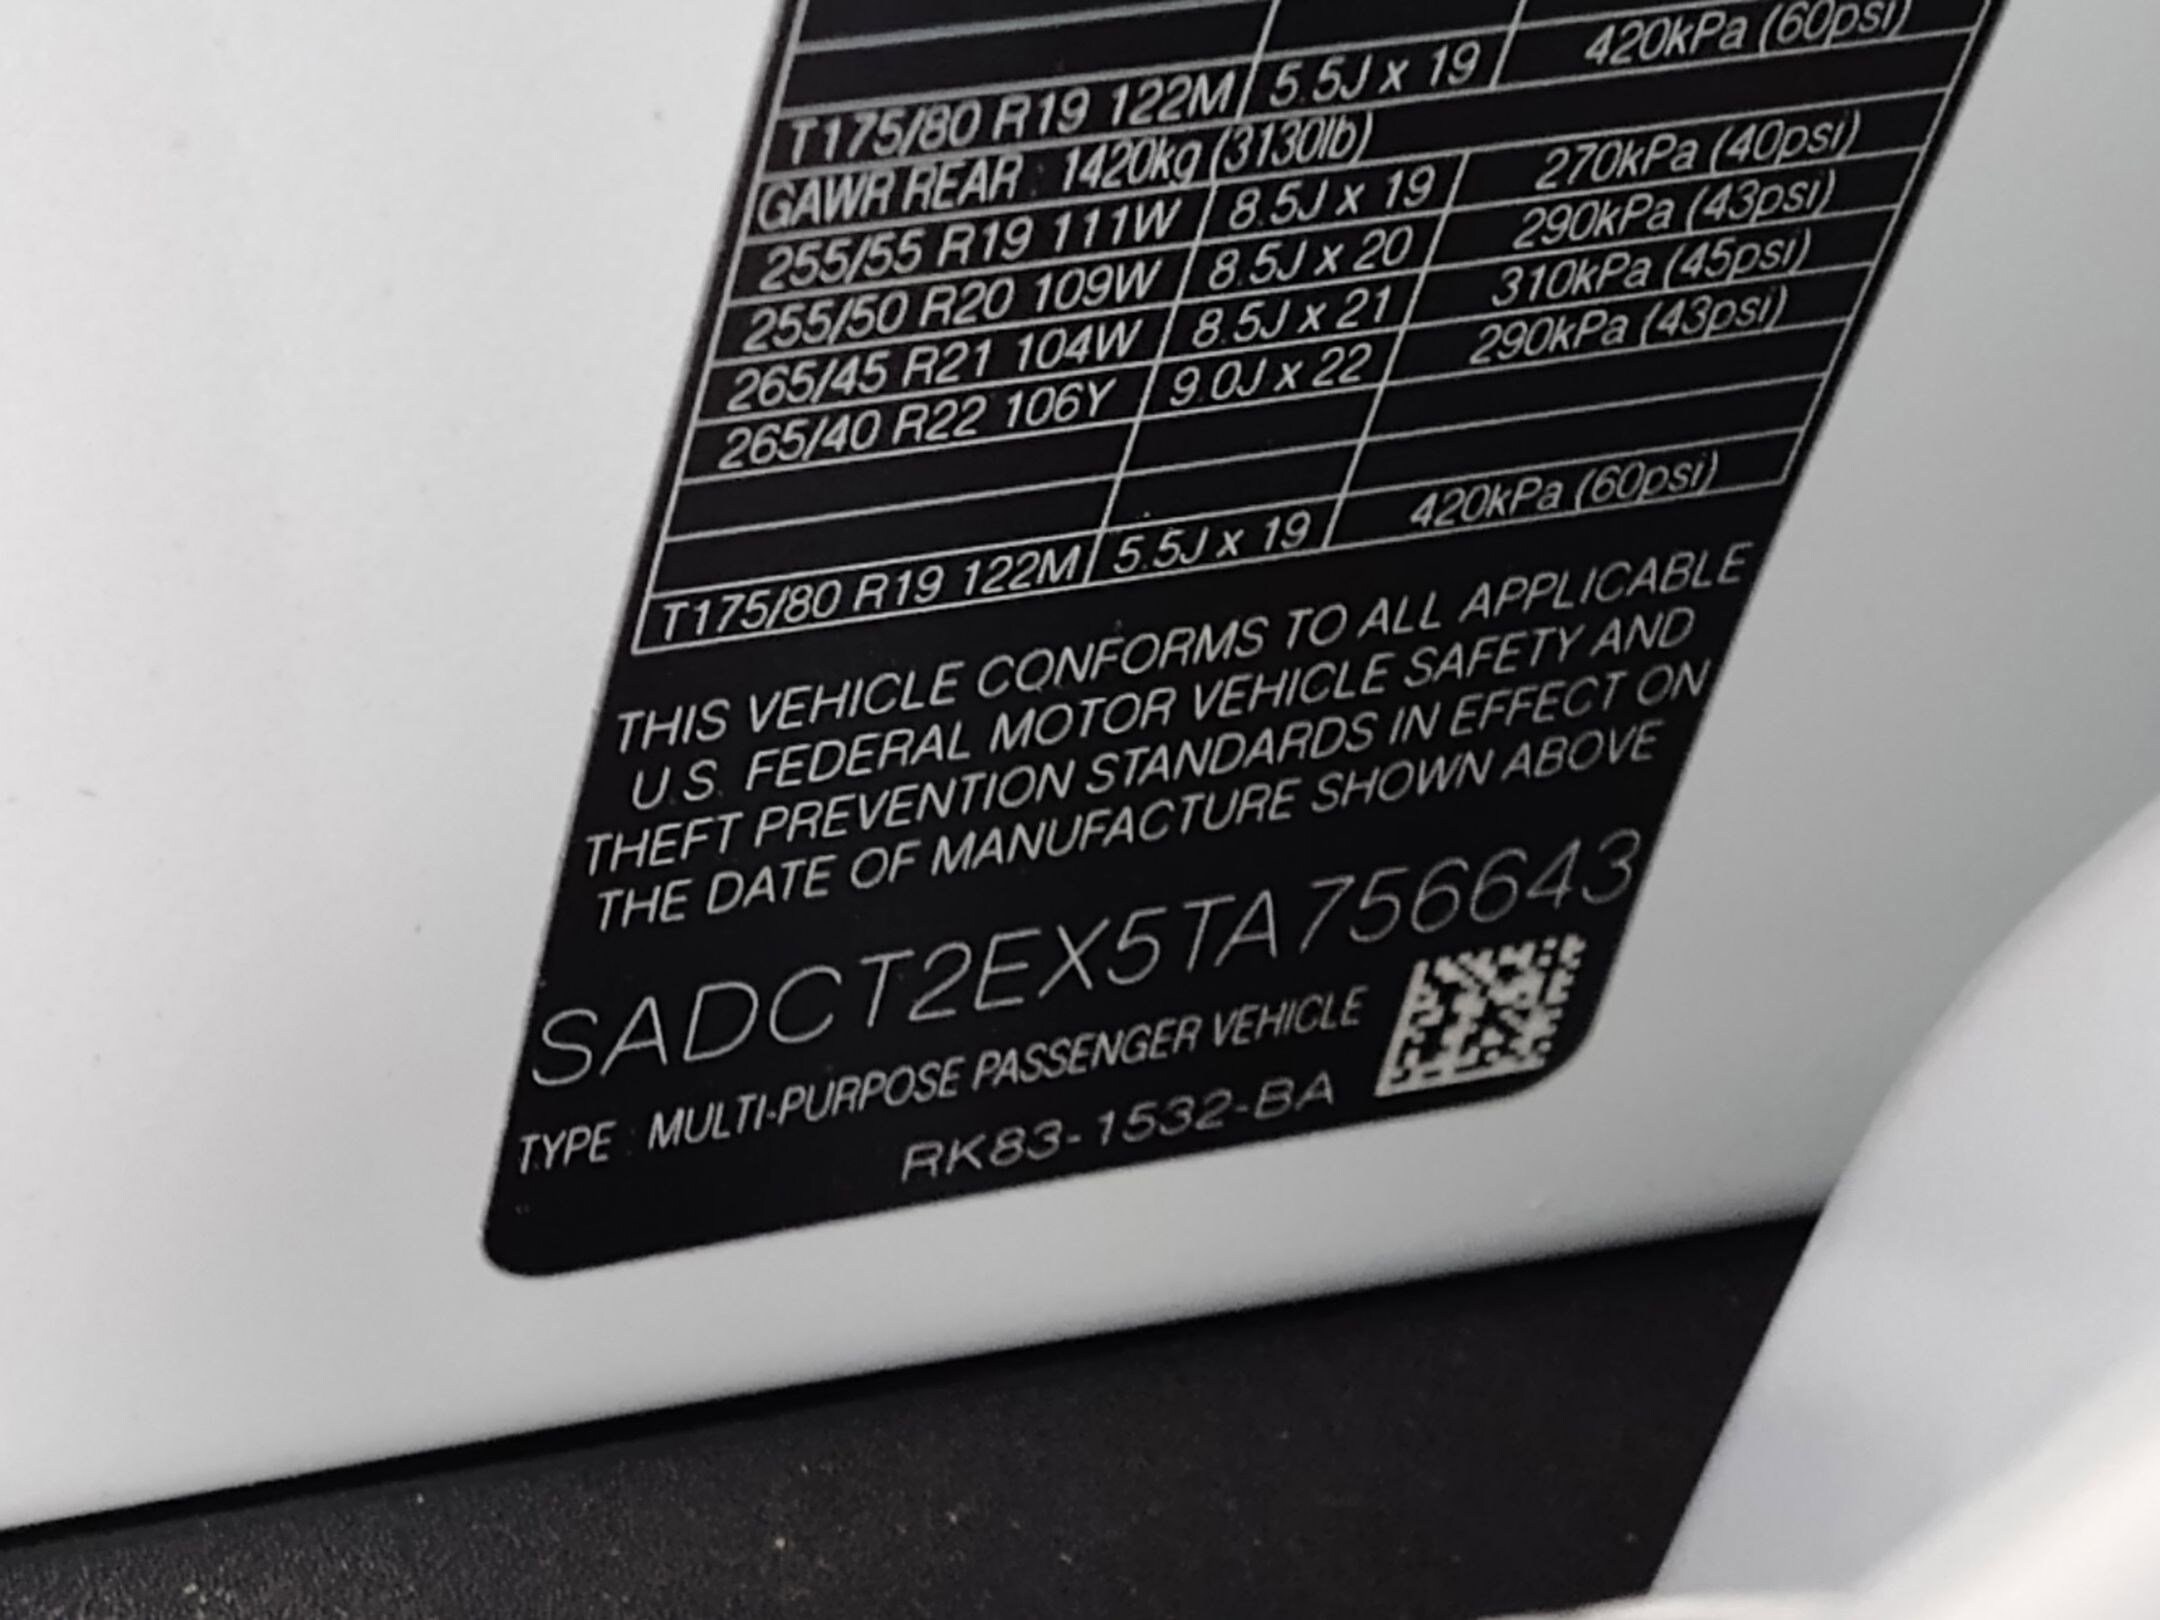 T175/80 R19 122M 5.5J x 19 420kPa (60psi)
GAWR REAR : 1420kg (3130lb)
255/55 R19 111W 8.5J x 19 270kPa (40psi)
255/50 R20 109W 8.5J x 20 290kPa (43psi)
265/45 R21 104W 8.5J x 21 310kPa (45psi)
265/40 R22 106Y 9.0J x 22 290kPa (43psi)
T175/80 R19 122M 5.5J x 19 420kPa (60psi)
THIS VEHICLE CONFORMS TO ALL APPLICABLE
U.S. FEDERAL MOTOR VEHICLE SAFETY AND
THEFT PREVENTION STANDARDS IN EFFECT ON
THE DATE OF MANUFACTURE SHOWN ABOVE
SADCT2EX5TA756643
TYPE : MULTI-PURPOSE PASSENGER VEHICLE
RK83-1532-BA